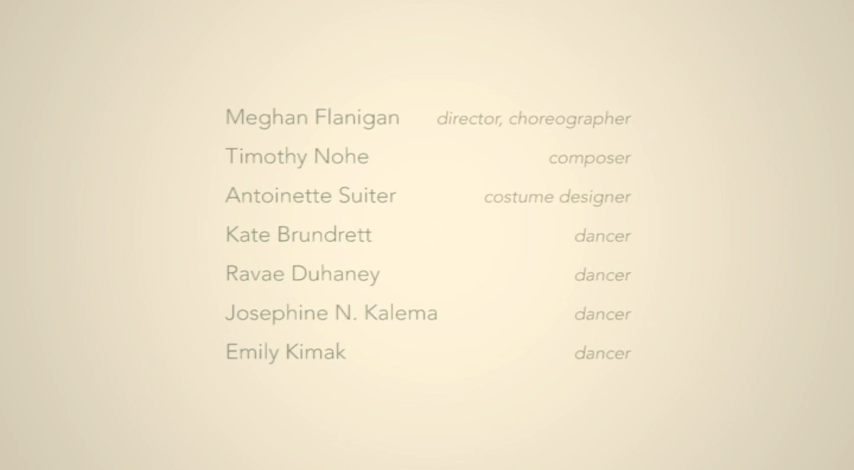 Meghan Flanigan director, choreographer
Timothy Nohe composer
Antoinette Suiter costume designer
Kate Brundrett dancer
Ravae Duhaney dancer
Josephine N. Kalema dancer
Emily Kimak dancer